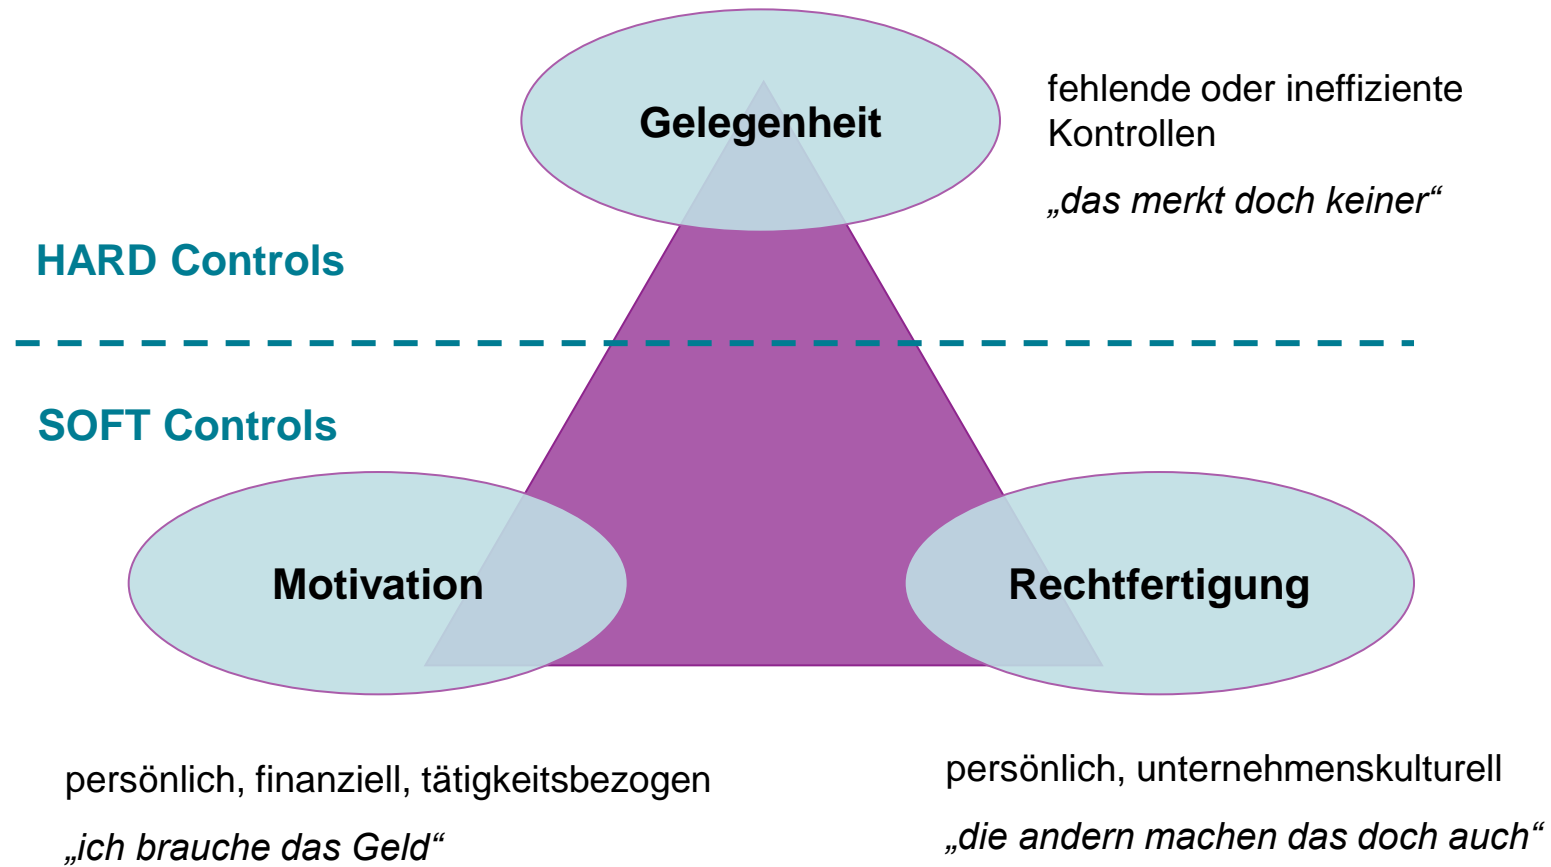 Gelegenheit
fehlende oder ineffiziente
Kontrollen
„das merkt doch keiner“
HARD Controls
SOFT Controls
Motivation
Rechtfertigung
persönlich, finanziell, tätigkeitsbezogen
„ich brauche das Geld“
persönlich, unternehmenskulturell
„die andern machen das doch auch“